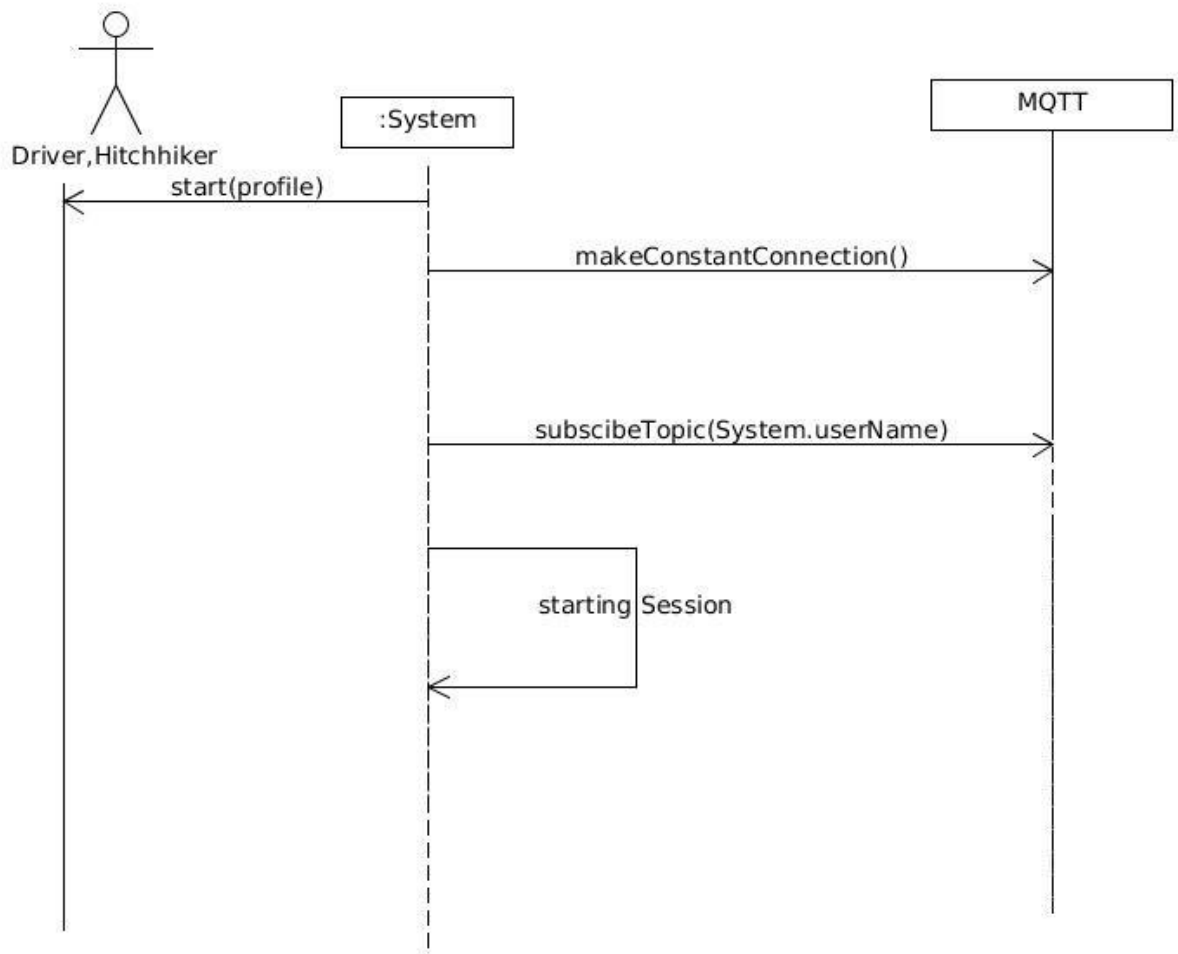 :System
MQTT
Driver,Hitchhiker
start(profile)
makeConstantConnection()
subscibeTopic(System.userName)
starting Session